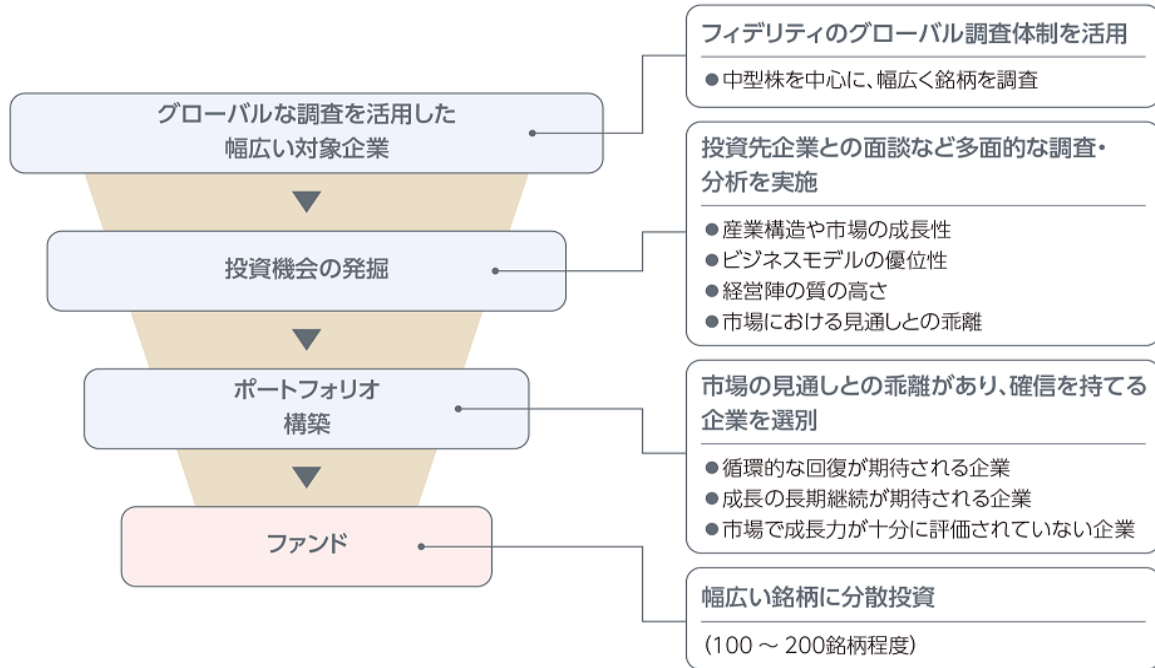 グローバルな調査を活用した
幅広い対象企業
投資機会の発掘
ポートフォリオ
構築
ファンド
フィデリティのグローバル調査体制を活用
●中型株を中心に、幅広く銘柄を調査
投資先企業との面談など多面的な調査・
分析を実施
●産業構造や市場の成長性
●ビジネスモデルの優位性
●経営陣の質の高さ
●市場における見通しとの乖離
市場の見通しとの乖離があり、確信を持てる
企業を選別
●循環的な回復が期待される企業
●成長の長期継続が期待される企業
●市場で成長力が十分に評価されていない企業
幅広い銘柄に分散投資
(100 ～ 200銘柄程度)